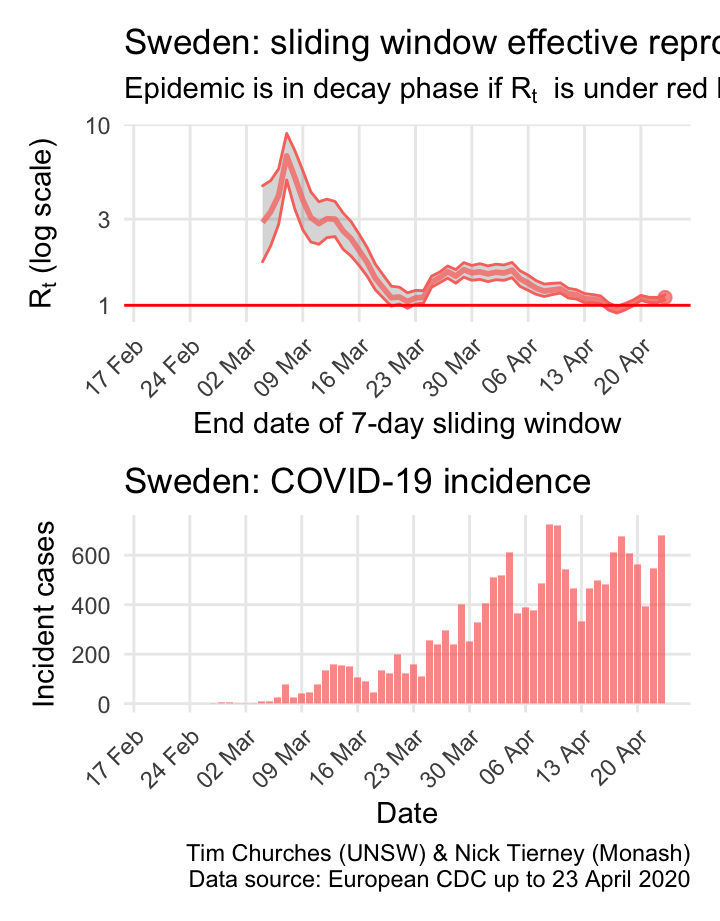 Sweden: sliding window effective repro
Epidemic is in decay phase if Rt is under red
10
3
1
Rt (log scale)
17 Feb
24 Feb
02 Mar
09 Mar
16 Mar
23 Mar
30 Mar
06 Apr
13 Apr
20 Apr
End date of 7-day sliding window
Sweden: COVID-19 incidence
600
400
200
0
Incident cases
17 Feb
24 Feb
02 Mar
09 Mar
16 Mar
23 Mar
30 Mar
06 Apr
13 Apr
20 Apr
Date
Tim Churches (UNSW) & Nick Tierney (Monash)
Data source: European CDC up to 23 April 2020